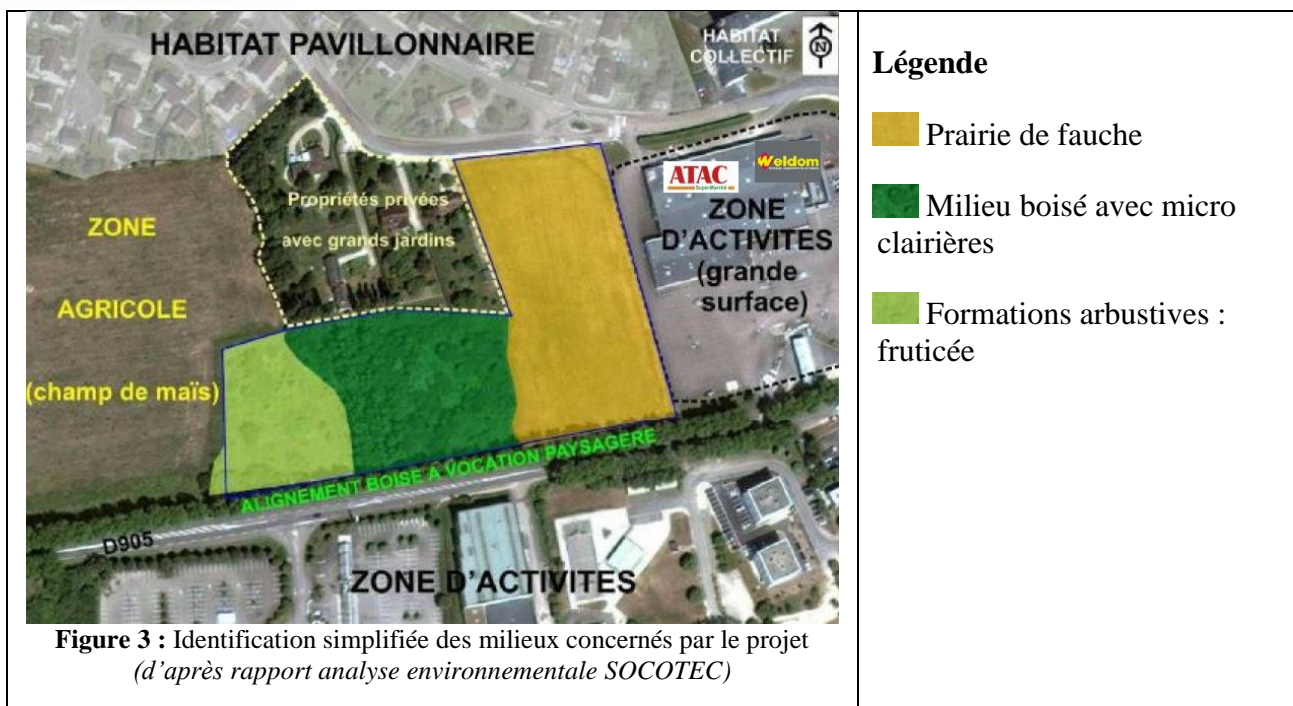 HABITAT PAVILLONNAIRE
HABITAT
COLLECTIF
N
ATAC
SuperMarché
Weldom
Propriétés privées
avec grands jardins
ZONE
AGRICOLE
(champ de maïs)
ZONE
D'ACTIVITES
(grande
surface)
ALIGNEMENT BOISE A VOCATION PAYSAGERE
D905
ZONE D'ACTIVITES
Figure 3 : Identification simplifiée des milieux concernés par le projet
(d'après rapport analyse environnementale SOCOTEC)
Légende
Prairie de fauche
Milieu boisé avec micro
clairières
Formations arbustives :
fruticée